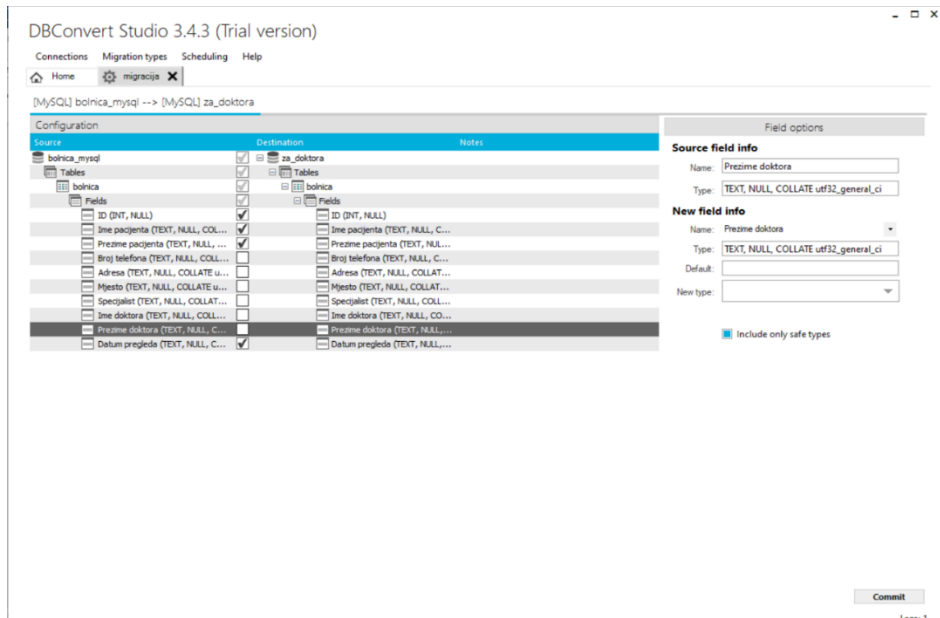 DBConvert Studio 3.4.3 (Trial version)
Connections Migration types Scheduling Help
Home migracija
[MySQL] bolnica_mysql --> [MySQL] za_doktora
Configuration
Source Destination Notes
bolnica_mysql za_doktora
Tables Tables
bolnica bolnica
Fields Fields
ID (INT, NULL) ID (INT, NULL)
Ime pacijenta (TEXT, NULL, COL... Ime pacijenta (TEXT, NULL, C...
Prezime pacijenta (TEXT, NULL, ... Prezime pacijenta (TEXT, NUL...
Broj telefona (TEXT, NULL, COLL... Broj telefona (TEXT, NULL, C...
Adresa (TEXT, NULL, COLLATE u... Adresa (TEXT, NULL, COLLAT...
Mjesto (TEXT, NULL, COLLATE u... Mjesto (TEXT, NULL, COLLAT...
Specijalist (TEXT, NULL, COLLAT... Specijalist (TEXT, NULL, COLL...
Ime doktora (TEXT, NULL, COLL... Ime doktora (TEXT, NULL, CO...
Prezime doktora (TEXT, NULL, C... Prezime doktora (TEXT, NULL,...
Datum pregleda (TEXT, NULL, C... Datum pregleda (TEXT, NULL,...
Field options
Source field info
Name: Prezime doktora
Type: TEXT, NULL, COLLATE utf32_general_ci
New field info
Name: Prezime doktora
Type: TEXT, NULL, COLLATE utf32_general_ci
Default:
New type:
Include only safe types
Commit